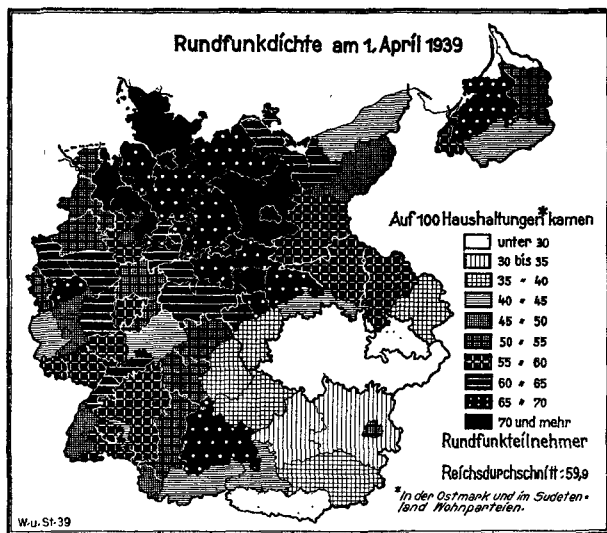 Rundfunkdichte am 1. April 1939
Auf 100 Haushaltungen* kamen
unter 30
30 bis 35
35 " 40
40 " 45
45 " 50
50 " 55
55 " 60
60 " 65
65 " 70
70 und mehr
Rundfunkteilnehmer
Reichsdurchschnitt: 59,9
*In der Ostmark und im Sudeten-
land Wohnparteien.
W.u.St.39